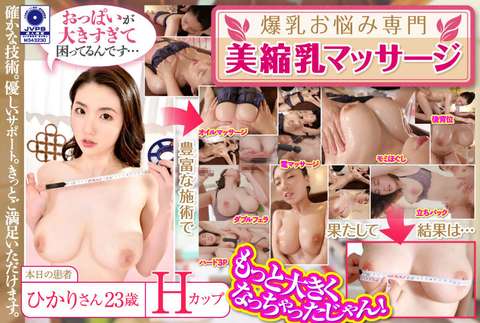 確かな技術。優しいサポート。きっとご満足いただけます。
JVPS
おっぱいが
大きすぎて
困ってるんです…
爆乳お悩み専門
美縮乳マッサージ
豊富な施術で
オイルマッサージ
電マッサージ
モミほぐし
後背位
ダブルフェラ
立ちバック
ハード3P
果たして
結果は…
本日の患者
ひかりさん23歳
Hカップ
もっと大きく
なっちゃったじゃん!